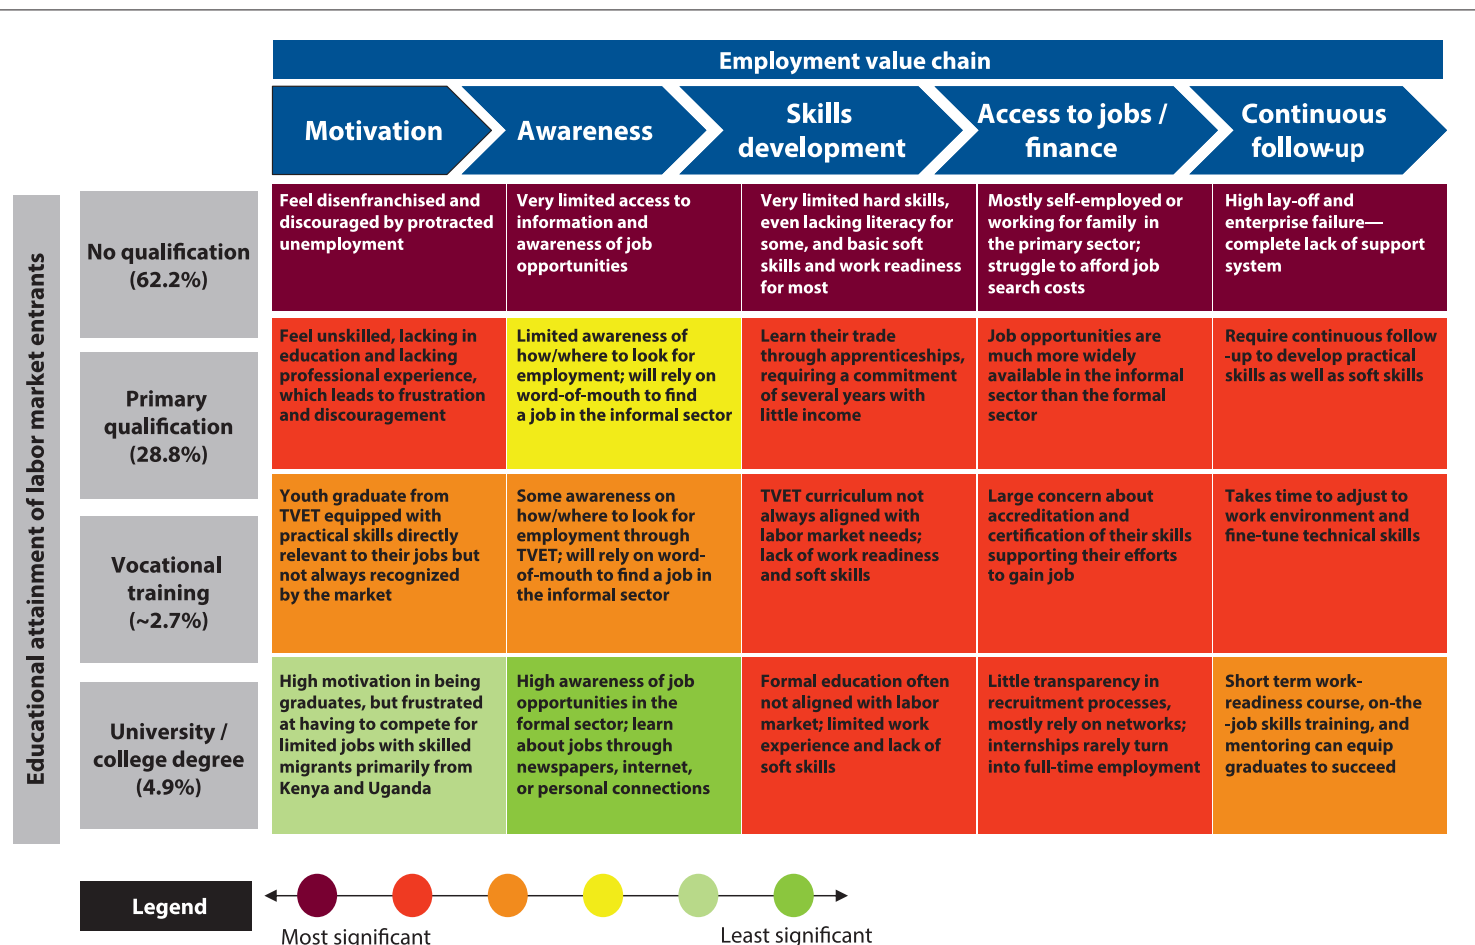 Employment value chain
Motivation
Awareness
Skills
development
Access to jobs /
finance
Continuous
follow-up
Educational attainment of labor market entrants
No qualification
(62.2%)
Feel disenfranchised and
discouraged by protracted
unemployment
Very limited access to
information and
awareness of job
opportunities
Very limited hard skills,
even lacking literacy for
some, and basic soft
skills and work readiness
for most
Mostly self-employed or
working for family in
the primary sector;
struggle to afford job
search costs
High lay-off and
enterprise failure—
complete lack of support
system
Primary
qualification
(28.8%)
Feel unskilled, lacking in
education and lacking
professional experience,
which leads to frustration
and discouragement
Limited awareness of
how/where to look for
employment; will rely on
word-of-mouth to find
a job in the informal sector
Learn their trade
through apprenticeships,
requiring a commitment
of several years with
little income
Job opportunities are
much more widely
available in the informal
sector than the formal
sector
Require continuous follow
-up to develop practical
skills as well as soft skills
Vocational
training
(~2.7%)
Youth graduate from
TVET equipped with
practical skills directly
relevant to their jobs but
not always recognized
by the market
Some awareness on
how/where to look for
employment through
TVET; will rely on word-
of-mouth to find a job in
the informal sector
TVET curriculum not
always aligned with
labor market needs;
lack of work readiness
and soft skills
Large concern about
accreditation and
certification of their skills
supporting their efforts
to gain job
Takes time to adjust to
work environment and
fine-tune technical skills
University /
college degree
(4.9%)
High motivation in being
graduates, but frustrated
at having to compete for
limited jobs with skilled
migrants primarily from
Kenya and Uganda
High awareness of job
opportunities in the
formal sector; learn
about jobs through
newspapers, internet,
or personal connections
Formal education often
not aligned with labor
market; limited work
experience and lack of
soft skills
Little transparency in
recruitment processes,
mostly rely on networks;
internships rarely turn
into full-time employment
Short term work-
readiness course, on-the
-job skills training, and
mentoring can equip
graduates to succeed
Legend
Most significant
Least significant